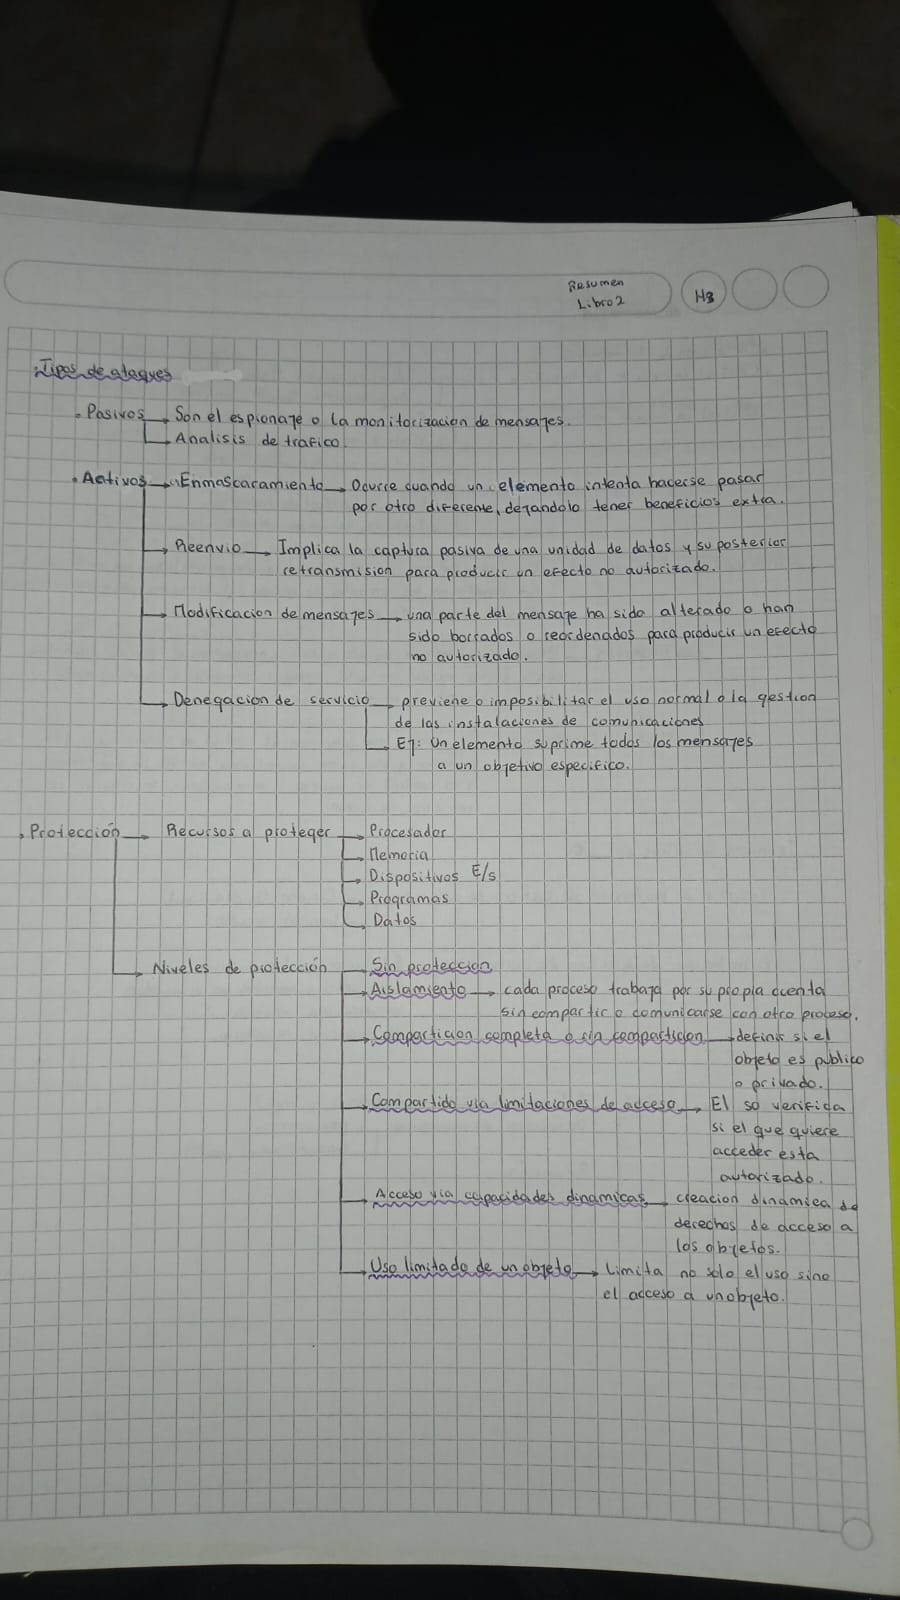 Resumen
Libro 2
H3
Tipos de ataques
Pasivos → Son el espionaje o la monitorizacion de mensajes.
→ Analisis de trafico.
Activos → Enmascaramiento → Ocurre cuando un elemento intenta hacerse pasar
por otro diferente, dejandolo tener beneficios extra.
→ Reenvio → Implica la captura pasiva de una unidad de datos y su posterior
retransmision para producir un efecto no autorizado.
→ Modificacion de mensajes → una parte del mensaje ha sido alterado o han
sido borrados o reordenados para producir un efecto
no autorizado.
→ Denegacion de servicio → previene o imposibilitar el uso normal o la gestion
de las instalaciones de comunicaciones
→ Ej: Un elemento suprime todos los mensajes
a un objetivo especifico.
Protección → Recursos a proteger → Procesador
→ Memoria
→ Dispositivos E/s
→ Programas
→ Datos
→ Niveles de protección → Sin proteccion
→ Aislamiento → cada proceso trabaja por su propia cuenta
sin compartir o comunicarse con otro proceso.
→ Comparticion completa o sin comparticion → definir si el
objeto es publico
o privado.
→ Compartido via limitaciones de acceso → El so verifica
si el que quiere
acceder esta
autorizado.
→ Acceso via capacidades dinamicas → creacion dinamica de
derechos de acceso a
los objetos.
→ Uso limitado de un objeto → Limita no solo el uso sino
el acceso a un objeto.